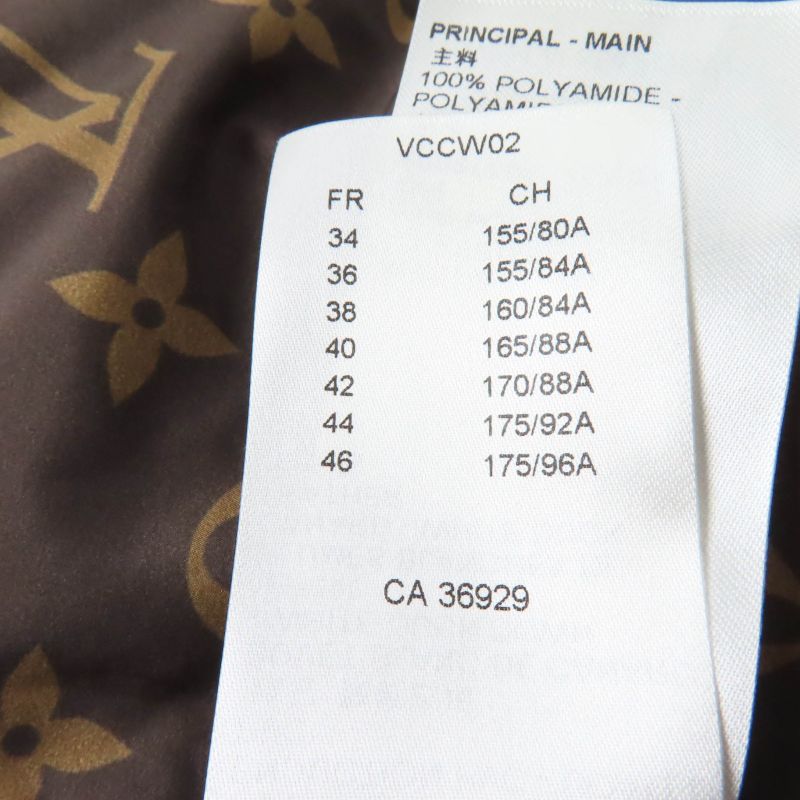 PRINCIPAL - MAIN
主料
100% POLYAMIDE -
POLYAMIDE
VCCW02
FR CH
34 155/80A
36 155/84A
38 160/84A
40 165/88A
42 170/88A
44 175/92A
46 175/96A
CA 36929